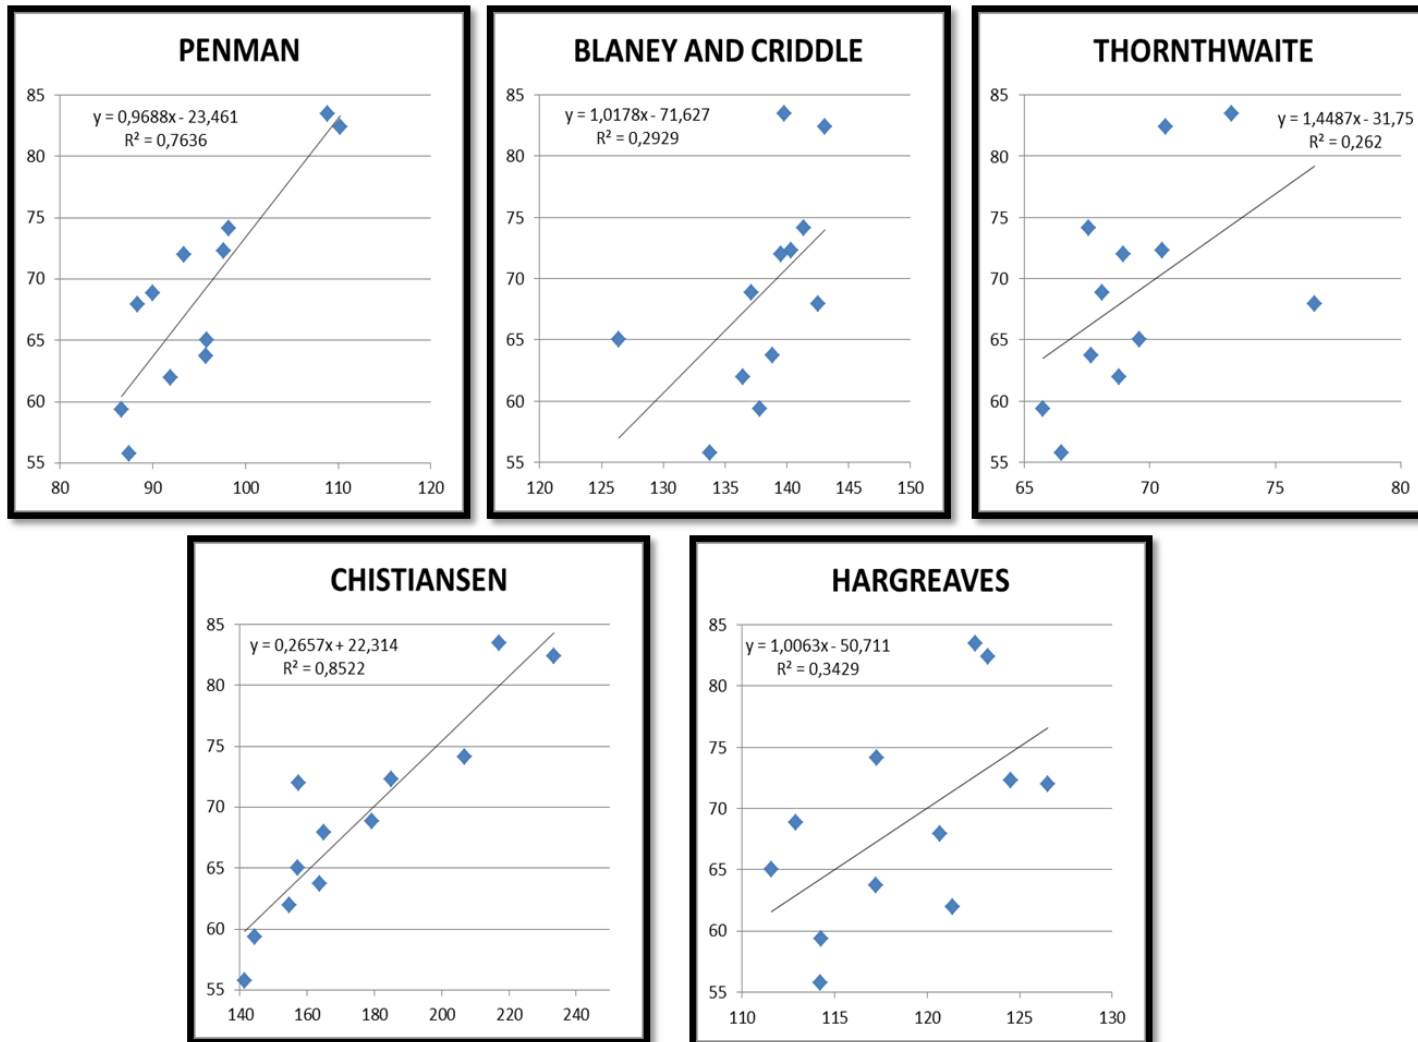 PENMAN
y = 0,9688x - 23,461
R² = 0,7636
85
80
75
70
65
60
55
80 90 100 110 120
BLANEY AND CRIDDLE
y = 1,0178x - 71,627
R² = 0,2929
85
80
75
70
65
60
55
120 125 130 135 140 145 150
THORNTHWAITE
y = 1,4487x - 31,75
R² = 0,262
85
80
75
70
65
60
55
65 70 75 80
CHISTIANSEN
y = 0,2657x + 22,314
R² = 0,8522
85
80
75
70
65
60
55
140 160 180 200 220 240
HARGREAVES
y = 1,0063x - 50,711
R² = 0,3429
85
80
75
70
65
60
55
110 115 120 125 130